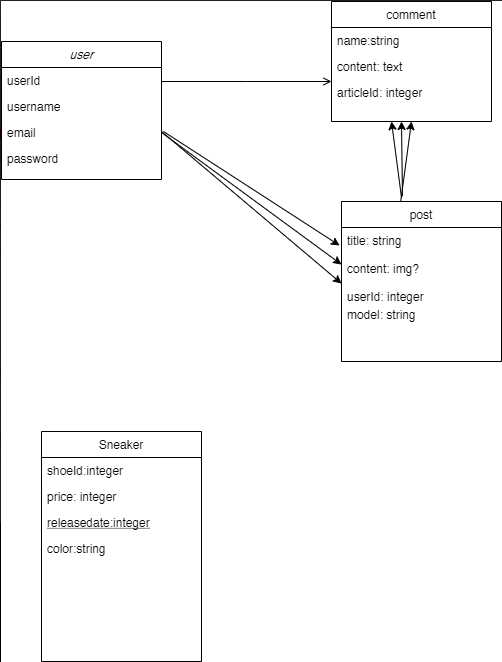 comment
name:string
content: text
articleId: integer
user
userId
username
email
password
post
title: string
content: img?
userId: integer
model: string
Sneaker
shoeId:integer
price: integer
releasedate:integer
color:string